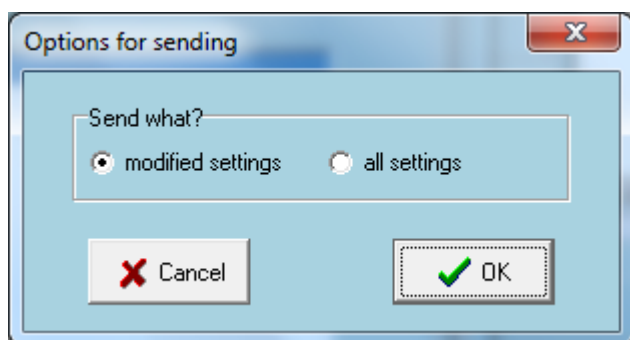 Options for sending
Send what?
modified settings all settings
Cancel OK